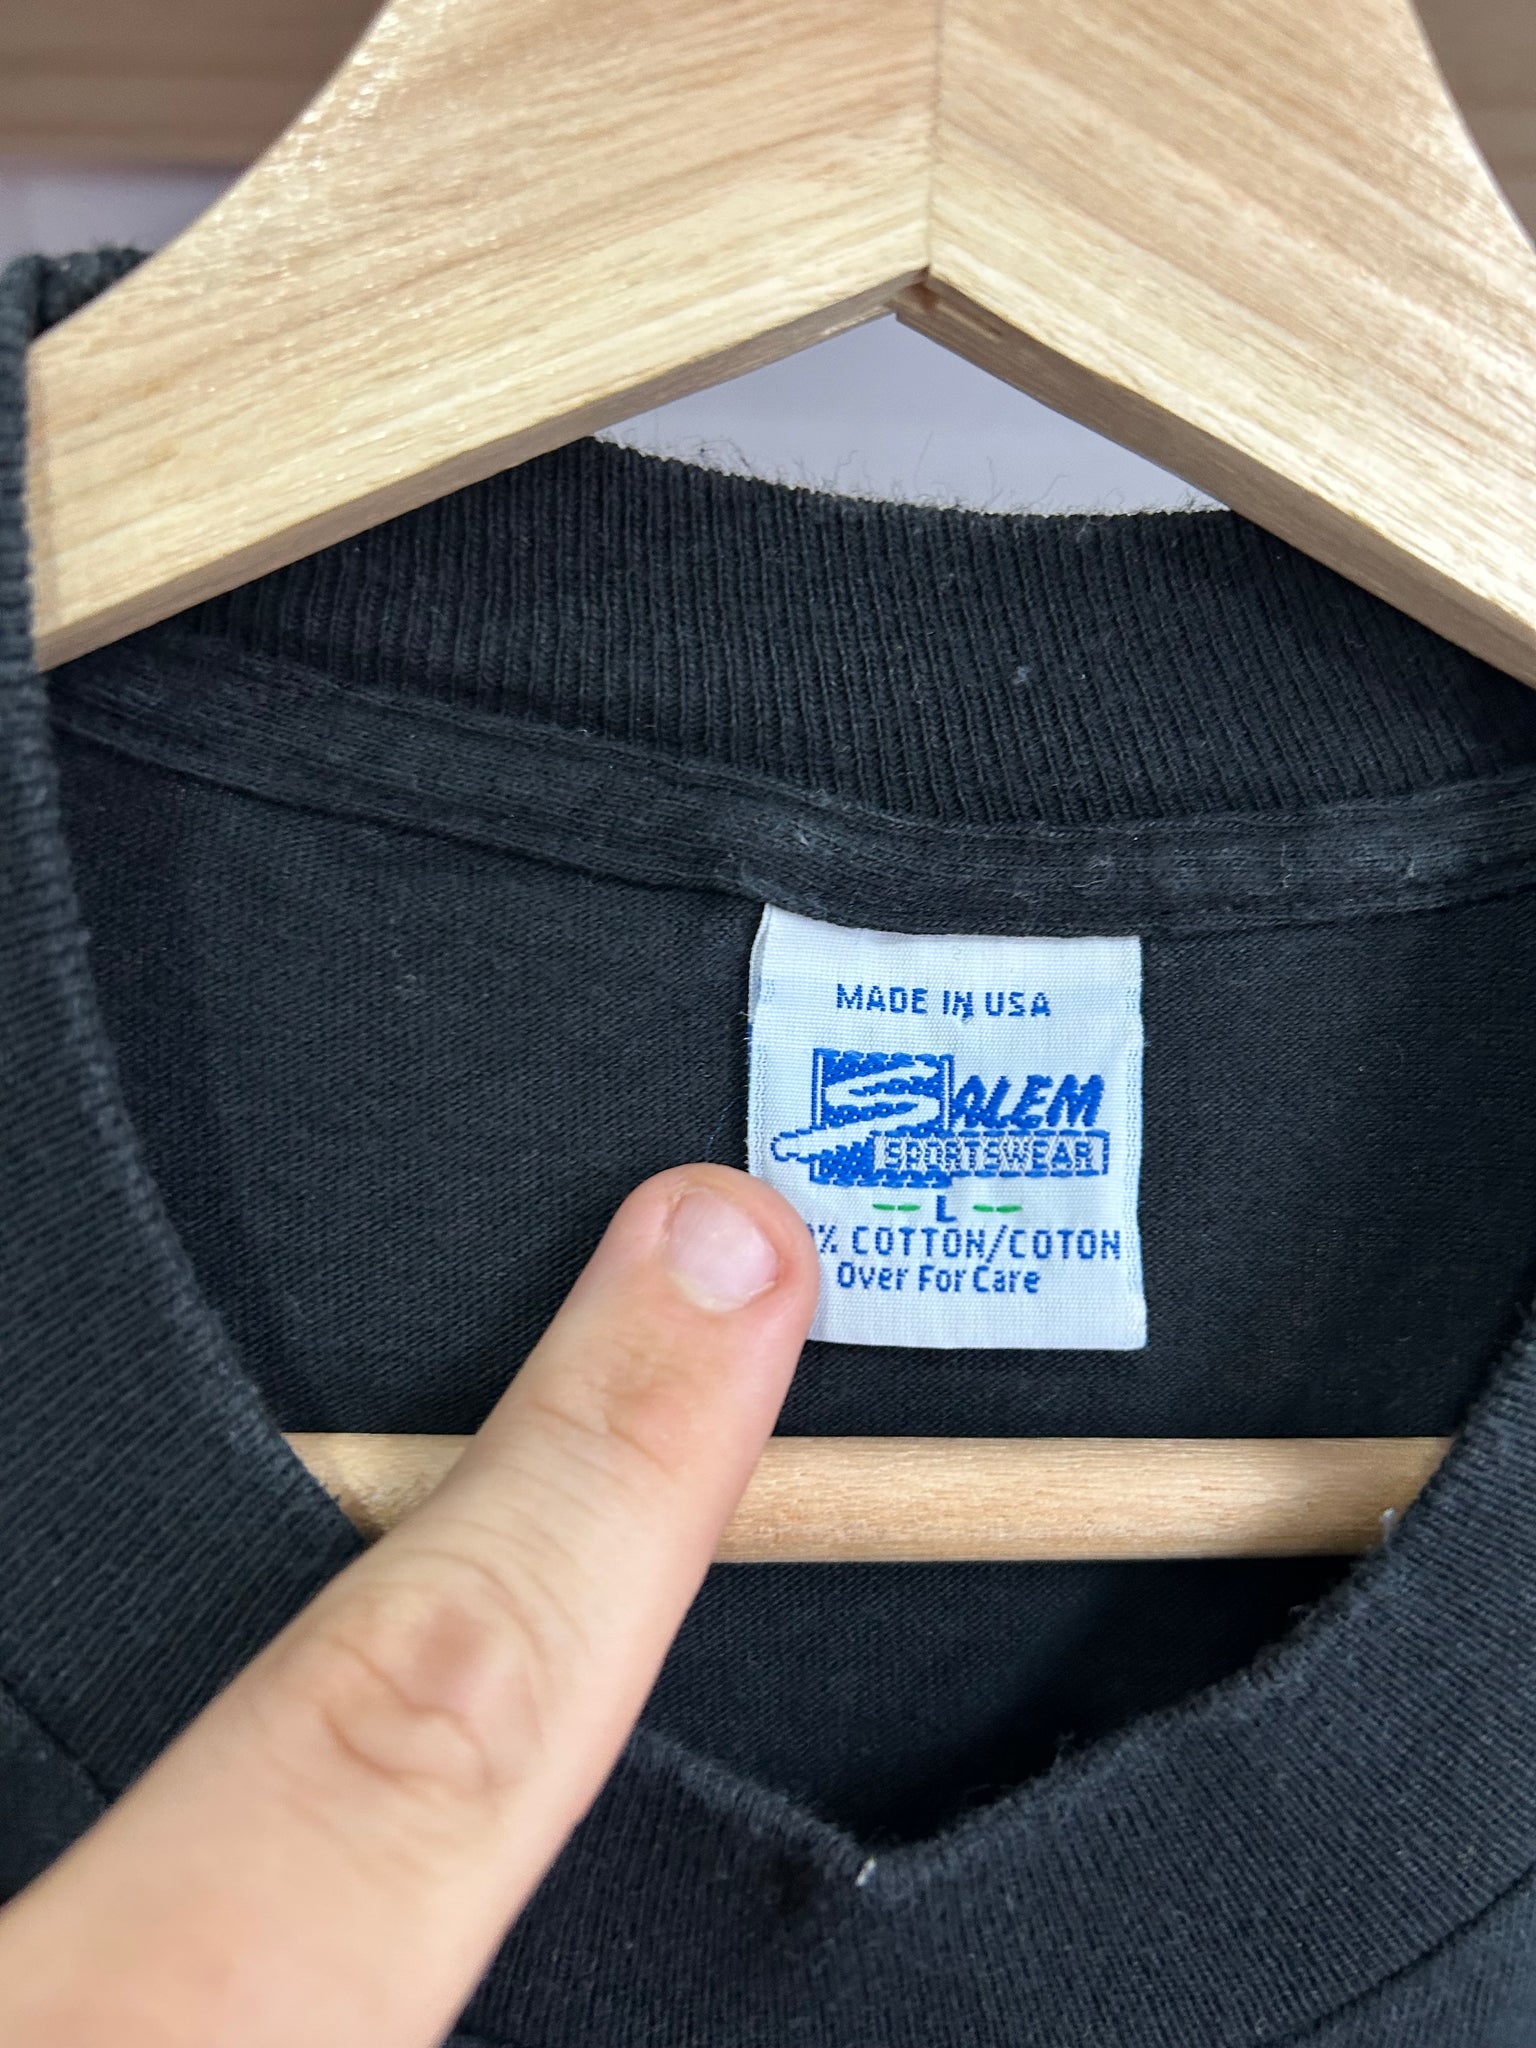 MADE IN USA
SALEM
SPORTSWEAR
L
% COTTON/COTON
Over For Care